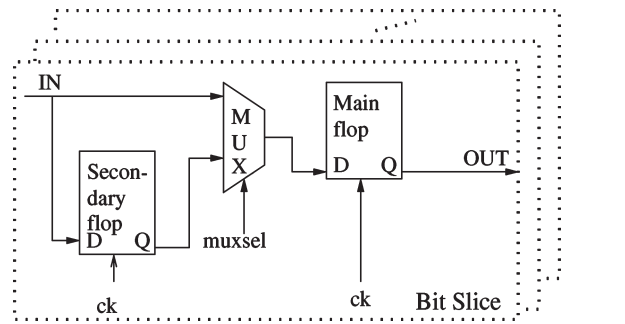 IN
M
U
X
Main
flop
D Q
OUT
Secon-
dary
flop
D Q
muxsel
ck
ck
Bit Slice